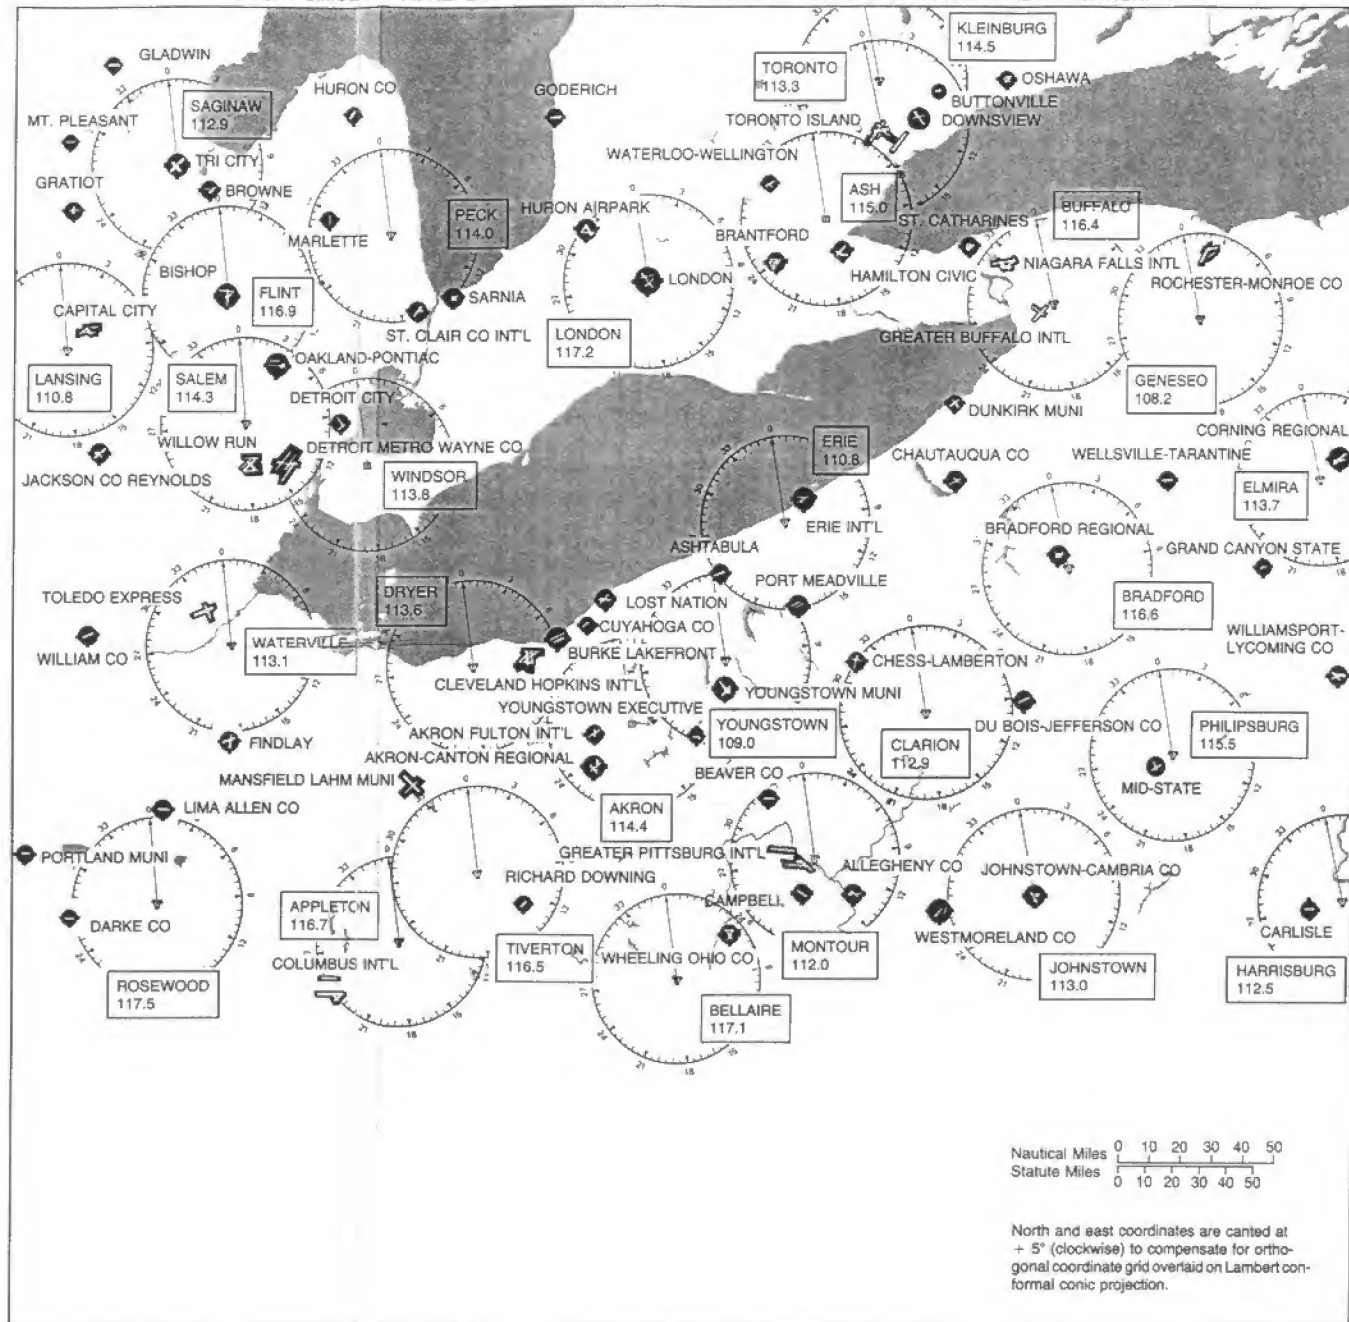 KLEINBURG
114.5
GLADWIN
TORONTO
113.3
OSHAWA
HURON CO
GODERICH
BUTTONVILLE
SAGINAW
112.9
DOWNSVIEW
TORONTO ISLAND
MT. PLEASANT
WATERLOO-WELLINGTON
TRI CITY
GRATIOT
BROWNE
ASH
115.0
BUFFALO
116.4
PECK
114.0
HURON AIRPARK
ST. CATHARINES
MARLETTE
BRANTFORD
BISHOP
NIAGARA FALLS INTL
HAMILTON CIVIC
ROCHESTER-MONROE CO
LONDON
FLINT
116.9
SARNIA
CAPITAL CITY
ST. CLAIR CO INT'L
LONDON
117.2
GREATER BUFFALO INTL
OAKLAND-PONTIAC
LANSING
110.8
SALEM
114.3
GENESEO
108.2
DETROIT CITY
DUNKIRK MUNI
CORNING REGIONAL
WILLOW RUN
DETROIT METRO WAYNE CO
ERIE
110.8
CHAUTAUQUA CO
WELLSVILLE-TARANTINE
JACKSON CO REYNOLDS
WINDSOR
113.8
ELMIRA
113.7
ERIE INT'L
BRADFORD REGIONAL
ASHTABULA
GRAND CANYON STATE
PORT MEADVILLE
DRYER
113.6
BRADFORD
116.6
TOLEDO EXPRESS
LOST NATION
WILLIAMSPORT-
LYCOMING CO
CUYAHOGA CO
WILLIAM CO
WATERVILLE
113.1
BURKE LAKEFRONT
CHESS-LAMBERTON
CLEVELAND HOPKINS INT'L
YOUNGSTOWN MUNI
YOUNGSTOWN EXECUTIVE
DU BOIS-JEFFERSON CO
PHILIPSBURG
115.5
YOUNGSTOWN
109.0
AKRON FULTON INT'L
FINDLAY
CLARION
112.9
AKRON-CANTON REGIONAL
BEAVER CO
MANSFIELD LAHM MUNI
MID-STATE
LIMA ALLEN CO
AKRON
114.4
PORTLAND MUNI
GREATER PITTSBURG INT'L
ALLEGHENY CO
JOHNSTOWN-CAMBRIA CO
RICHARD DOWNING
APPLETON
116.7
CAMPBELL
DARKE CO
WESTMORELAND CO
CARLISLE
TIVERTON
116.5
WHEELING OHIO CO
MONTOUR
112.0
COLUMBUS INT'L
JOHNSTOWN
113.0
HARRISBURG
112.5
ROSEWOOD
117.5
BELLAIRE
117.1
Nautical Miles 0 10 20 30 40 50
Statute Miles 0 10 20 30 40 50
North and east coordinates are canted at
+ 5° (clockwise) to compensate for ortho-
gonal coordinate grid overlaid on Lambert con-
formal conic projection.